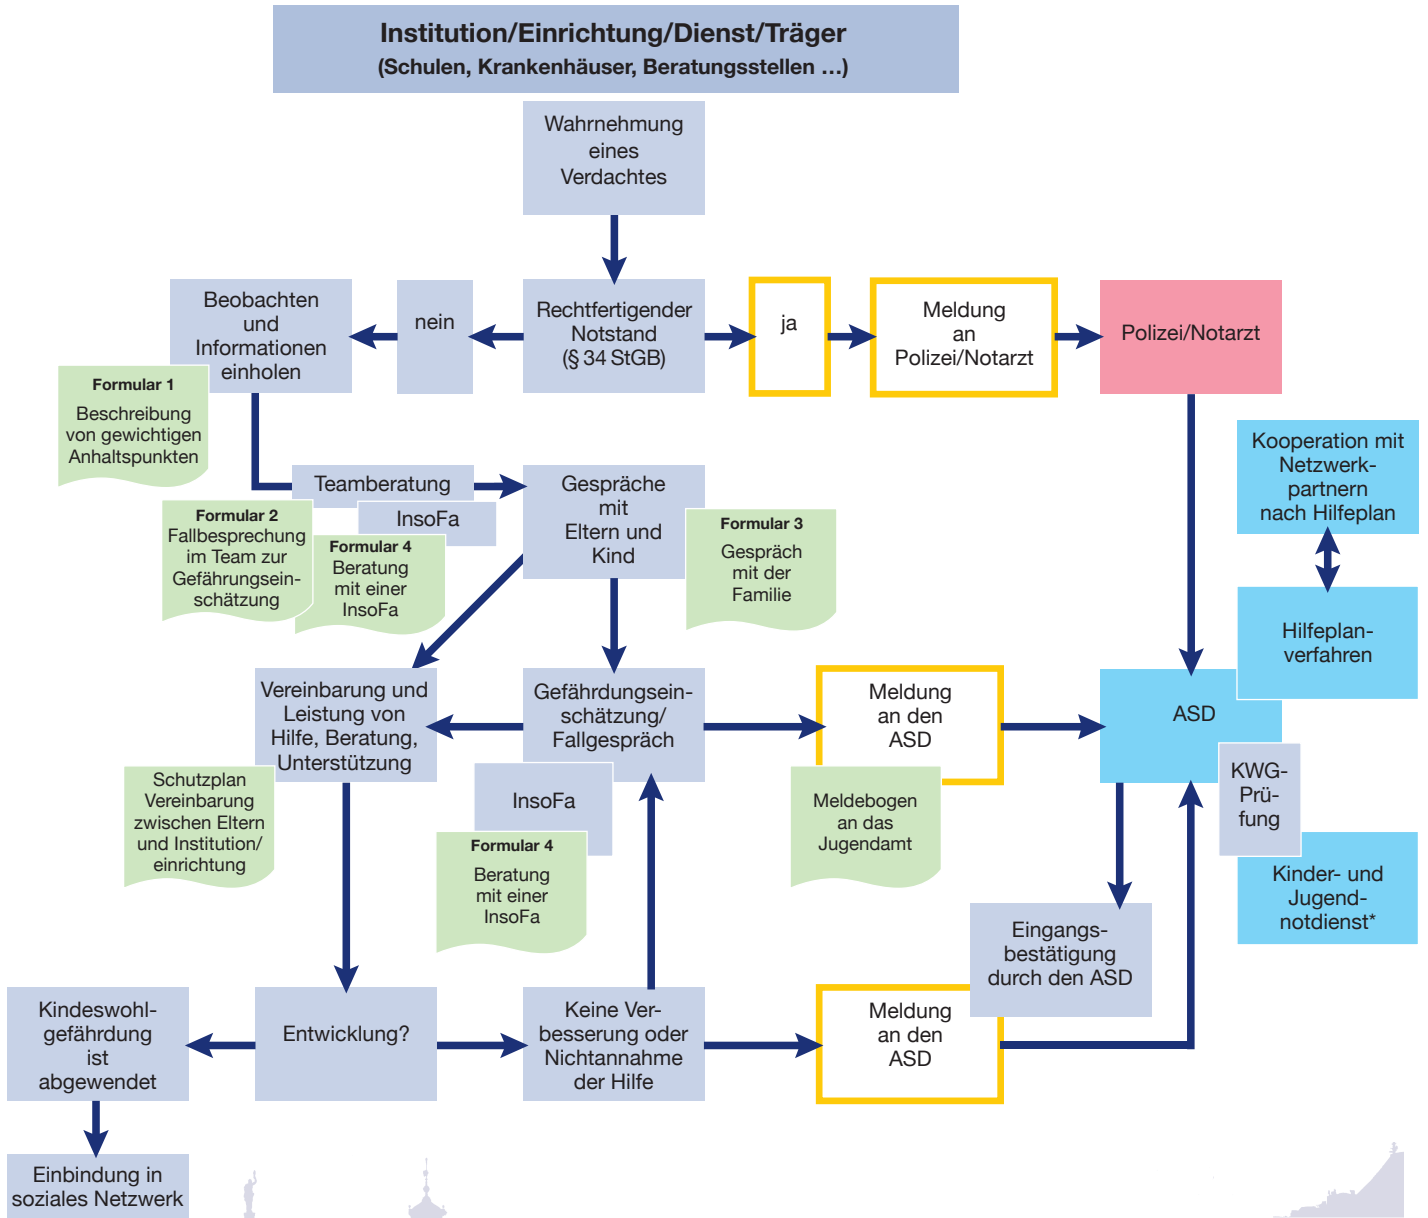 Institution/Einrichtung/Dienst/Träger
(Schulen, Krankenhäuser, Beratungsstellen …)
Wahrnehmung
eines
Verdachtes
Beobachten
und
Informationen
einholen
nein
Rechtfertigender
Notstand
(§ 34 StGB)
ja
Meldung
an
Polizei/Notarzt
Polizei/Notarzt
Formular 1
Beschreibung
von gewichtigen
Anhaltspunkten
Kooperation mit
Netzwerk-
partnern
nach Hilfeplan
Teamberatung
InsoFa
Gespräche
mit
Eltern und
Kind
Formular 2
Fallbesprechung
im Team zur
Gefährungsein-
schätzung
Formular 4
Beratung
mit einer
InsoFa
Formular 3
Gespräch
mit der
Familie
Hilfeplan-
verfahren
Vereinbarung und
Leistung von
Hilfe, Beratung,
Unterstützung
Gefährdungsein-
schätzung/
Fallgespräch
Meldung
an den
ASD
ASD
Schutzplan
Vereinbarung
zwischen Eltern
und Institution/
einrichtung
InsoFa
Formular 4
Beratung
mit einer
InsoFa
Meldebogen
an das
Jugendamt
KWG-
Prü-
fung
Kinder- und
Jugend-
notdienst*
Eingangs-
bestätigung
durch den ASD
Kindeswohl-
gefährdung
ist
abgewendet
Entwicklung?
Keine Ver-
besserung oder
Nichtannahme
der Hilfe
Meldung
an den
ASD
Einbindung in
soziales Netzwerk